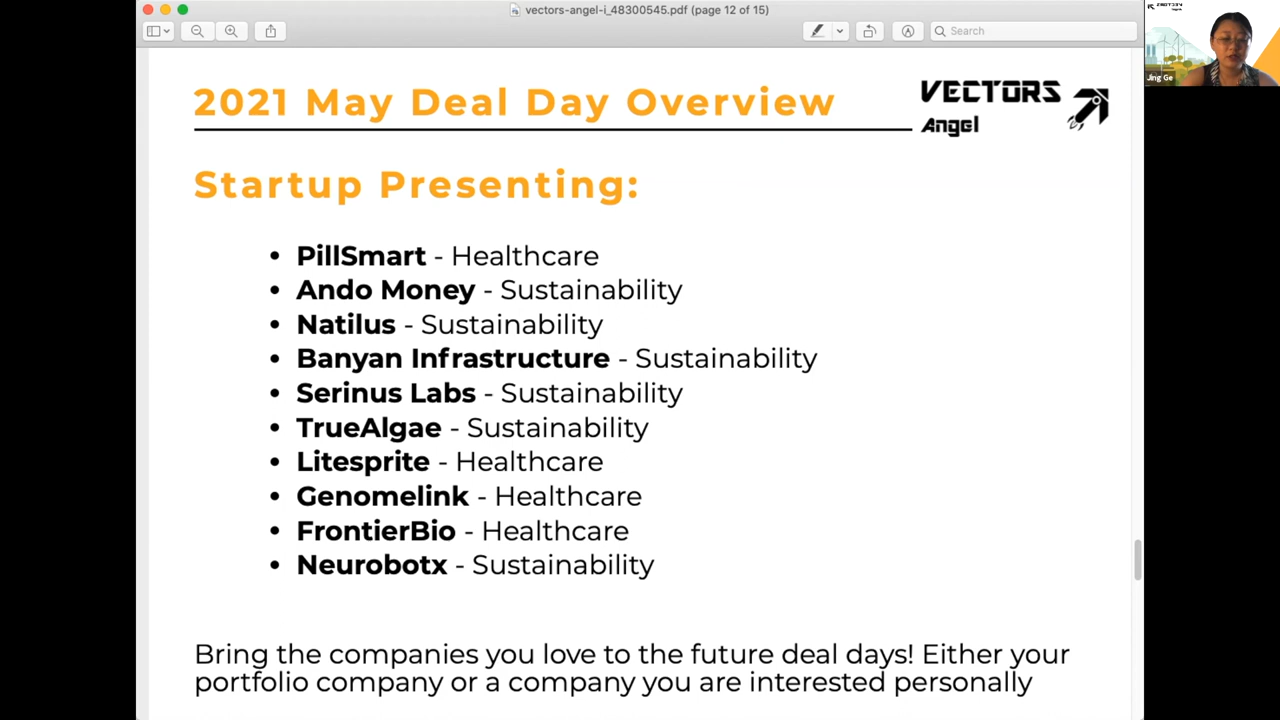 vectors-angel-i_48300545.pdf (page 12 of 15)
Search
Jing Ge
2021 May Deal Day Overview
VECTORS
Angel
Startup Presenting:
• PillSmart - Healthcare
• Ando Money - Sustainability
• Natilus - Sustainability
• Banyan Infrastructure - Sustainability
• Serinus Labs - Sustainability
• TrueAlgae - Sustainability
• Litesprite - Healthcare
• Genomelink - Healthcare
• FrontierBio - Healthcare
• Neurobotx - Sustainability
Bring the companies you love to the future deal days! Either your
portfolio company or a company you are interested personally